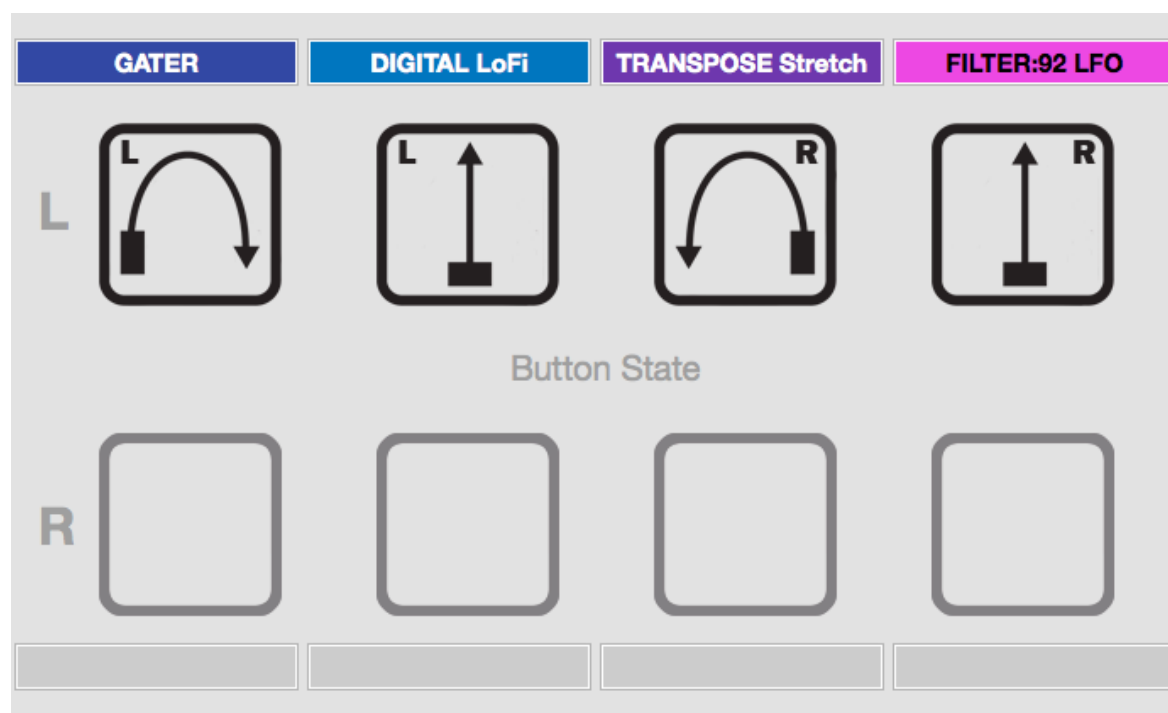 GATER
DIGITAL LoFi
TRANSPOSE Stretch
FILTER:92 LFO
L
L
L
R
R
Button State
R